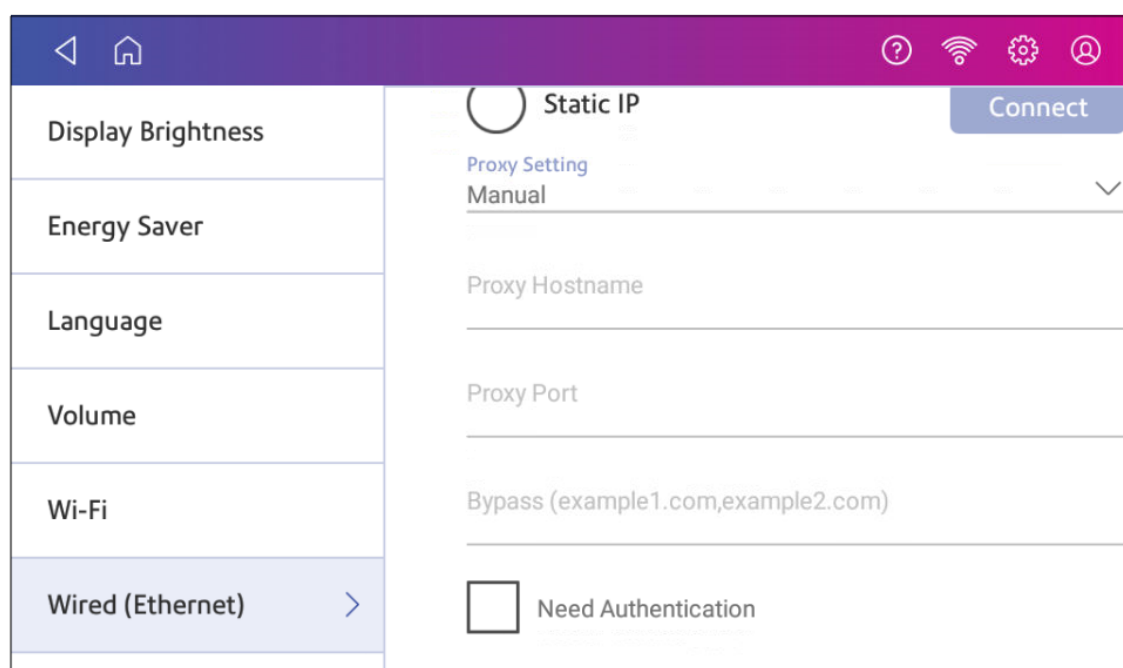 Display Brightness
Energy Saver
Language
Volume
Wi-Fi
Wired (Ethernet)
Static IP
Connect
Proxy Setting
Manual
Proxy Hostname
Proxy Port
Bypass (example1.com,example2.com)
Need Authentication